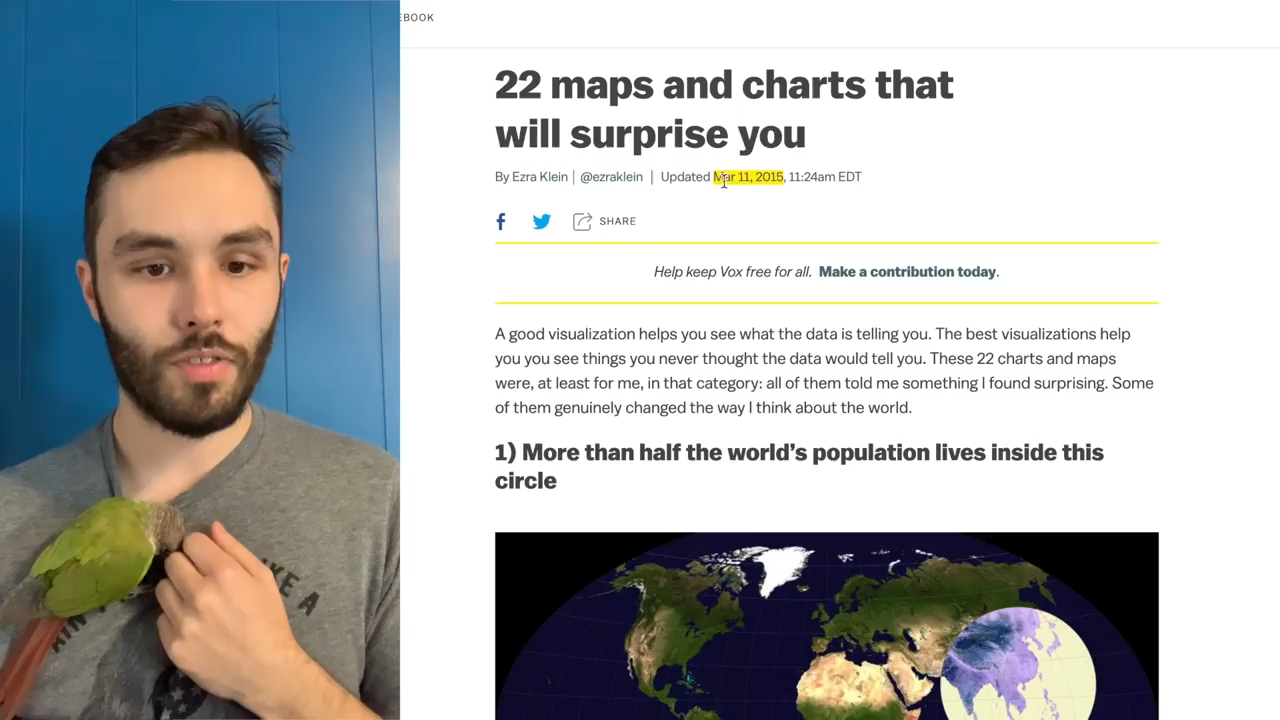 EBOOK
22 maps and charts that
will surprise you
By Ezra Klein | @ezraklein | Updated Mar 11, 2015, 11:24am EDT
SHARE
Help keep Vox free for all. Make a contribution today.
A good visualization helps you see what the data is telling you. The best visualizations help
you you see things you never thought the data would tell you. These 22 charts and maps
were, at least for me, in that category: all of them told me something I found surprising. Some
of them genuinely changed the way I think about the world.
1) More than half the world's population lives inside this
circle
KE A